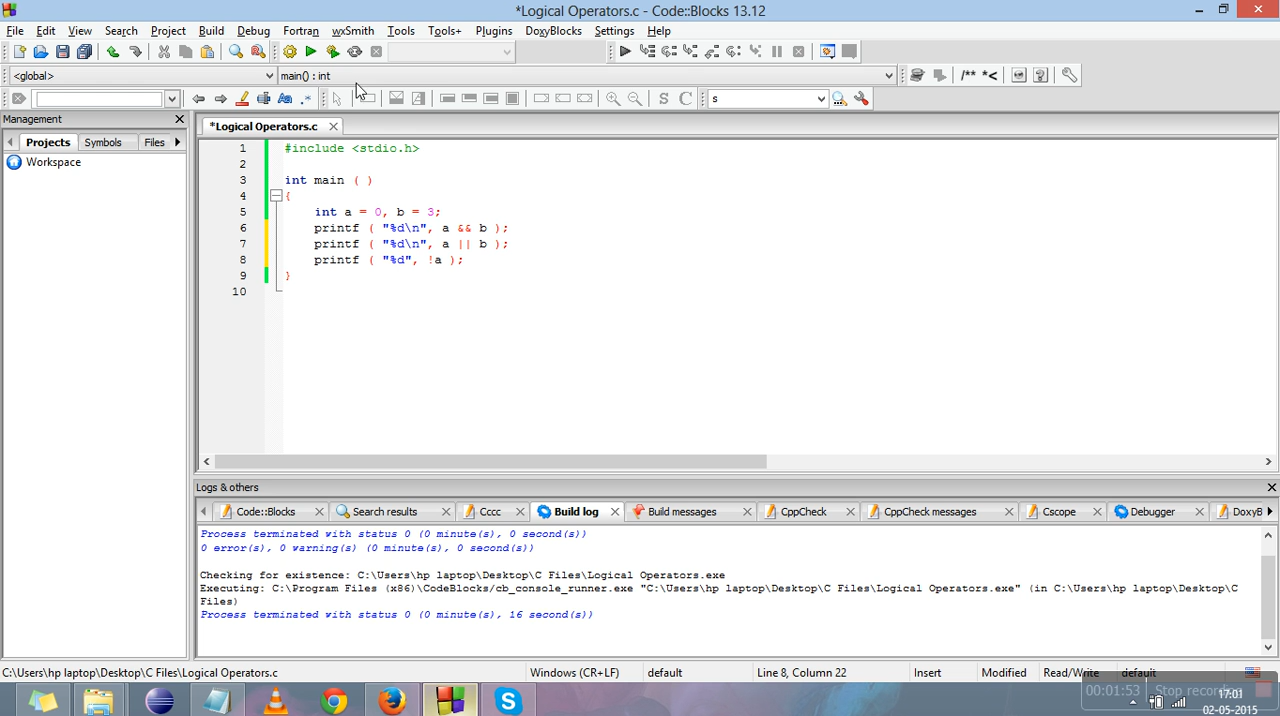 *Logical Operators.c - Code::Blocks 13.12
File Edit View Search Project Build Debug Fortran wxSmith Tools Tools+ Plugins DoxyBlocks Settings Help
<global> main() : int /** *<
Aa .* S C s
Management
Projects Symbols Files
Workspace
*Logical Operators.c
1 #include <stdio.h>
2
3 int main ( )
4 {
5 int a = 0, b = 3;
6 printf ( "%d\n", a && b );
7 printf ( "%d\n", a || b );
8 printf ( "%d", !a );
9 }
10
Logs & others
Code::Blocks Search results Cccc Build log Build messages CppCheck CppCheck messages Cscope Debugger DoxyB
Process terminated with status 0 (0 minute(s), 0 second(s))
0 error(s), 0 warning(s) (0 minute(s), 0 second(s))
Checking for existence: C:\Users\hp laptop\Desktop\C Files\Logical Operators.exe
Executing: C:\Program Files (x86)\CodeBlocks/cb_console_runner.exe "C:\Users\hp laptop\Desktop\C Files\Logical Operators.exe" (in C:\Users\hp laptop\Desktop\C
Files)
Process terminated with status 0 (0 minute(s), 16 second(s))
C:\Users\hp laptop\Desktop\C Files\Logical Operators.c Windows (CR+LF) default Line 8, Column 22 Insert Modified Read/Write default
00:01:53 Stop 17:01
02-05-2015